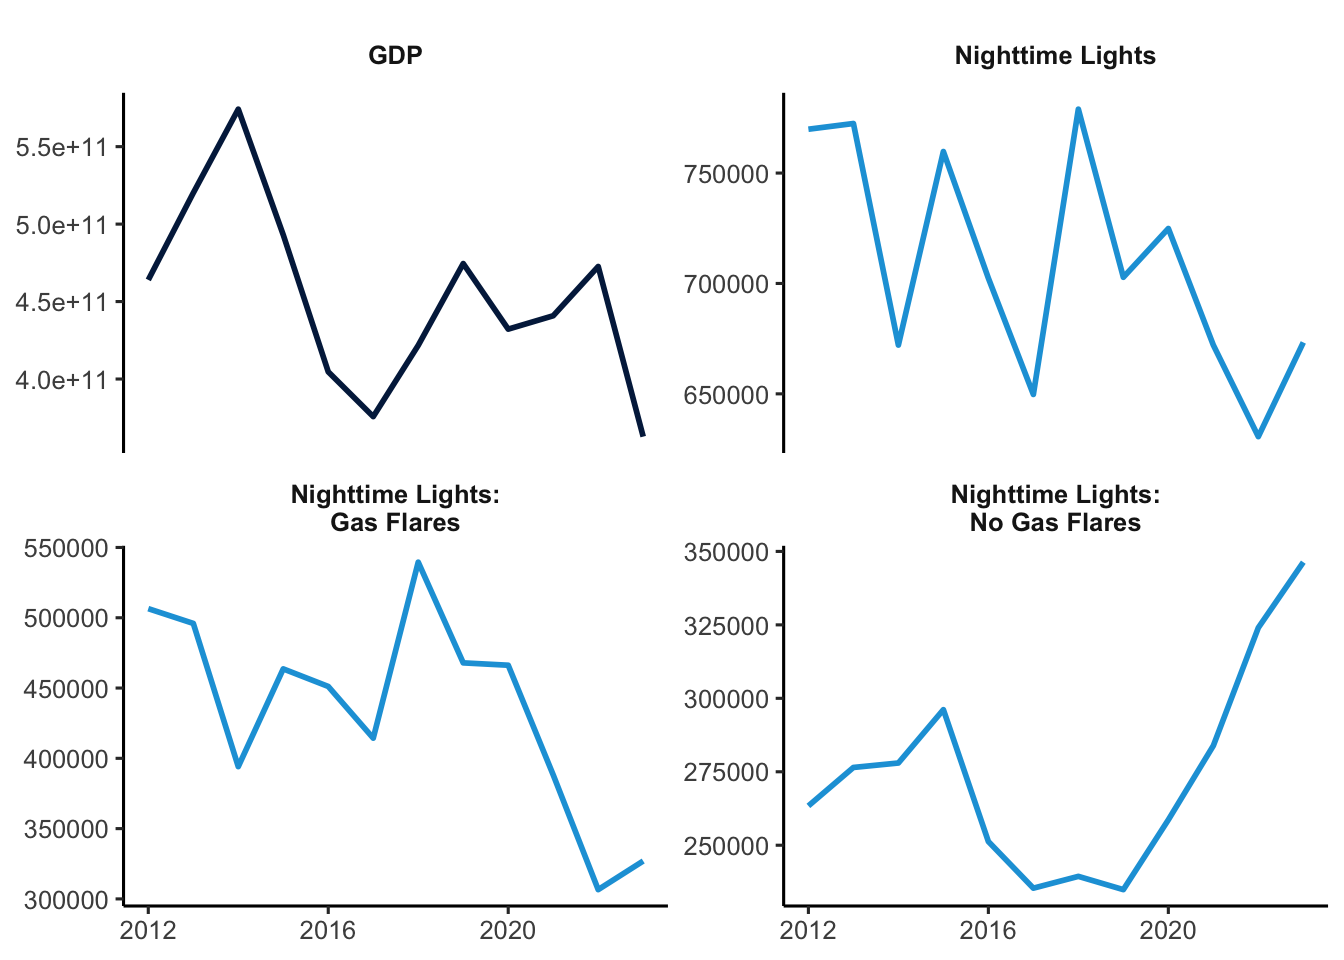 GDP
5.5e+11
5.0e+11
4.5e+11
4.0e+11
Nighttime Lights
750000
700000
650000
Nighttime Lights:
Gas Flares
550000
500000
450000
400000
350000
300000
2012 2016 2020
Nighttime Lights:
No Gas Flares
350000
325000
300000
275000
250000
2012 2016 2020